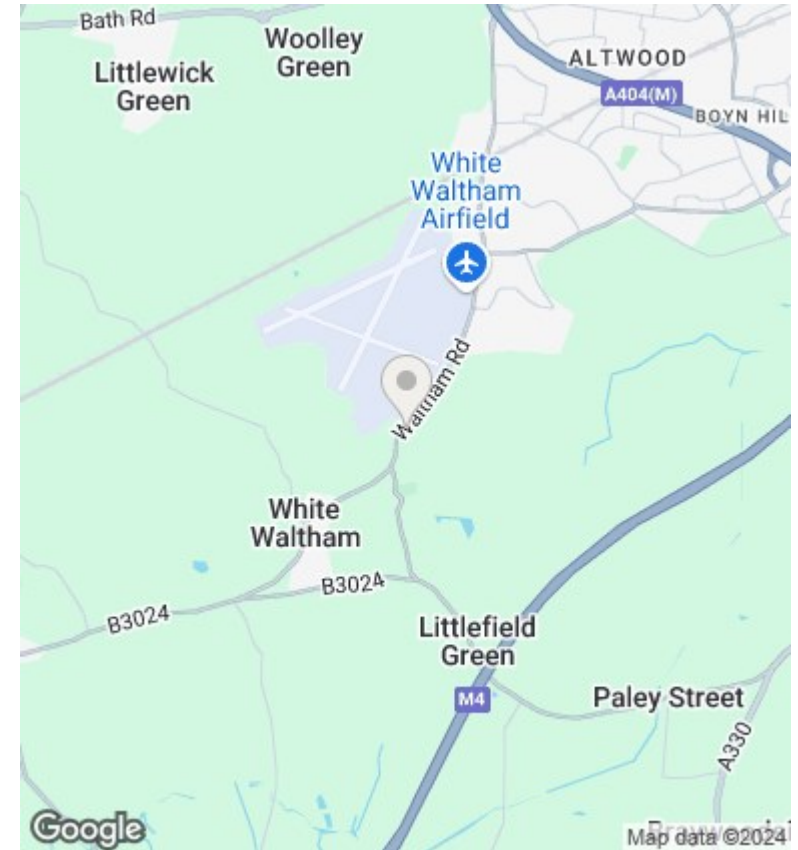 Bath Rd
Woolley
Green
Littlewick
Green
ALTWOOD
A404(M)
BOYN HIL
White
Waltham
Airfield
Waltham Rd
White
Waltham
B3024
B3024
Littlefield
Green
M4
Paley Street
A330
Google
Map data ©2024